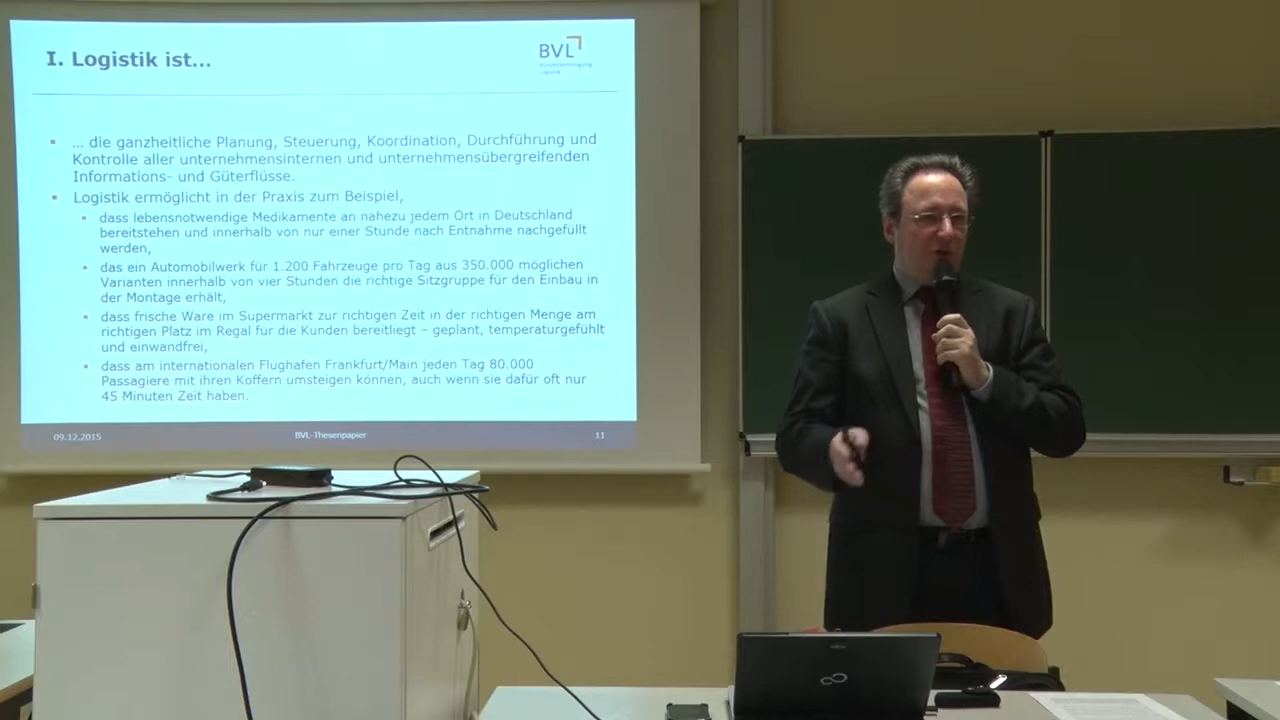 I. Logistik ist...
BVL
Bundesvereinigung
Logistik
... die ganzheitliche Planung, Steuerung, Koordination, Durchführung und
Kontrolle aller unternehmensinternen und unternehmensübergreifenden
Informations- und Güterflüsse.
Logistik ermöglicht in der Praxis zum Beispiel,
dass lebensnotwendige Medikamente an nahezu jedem Ort in Deutschland
bereitstehen und innerhalb von nur einer Stunde nach Entnahme nachgefüllt
werden,
das ein Automobilwerk für 1.200 Fahrzeuge pro Tag aus 350.000 möglichen
Varianten innerhalb von vier Stunden die richtige Sitzgruppe für den Einbau in
der Montage erhält,
dass frische Ware im Supermarkt zur richtigen Zeit in der richtigen Menge am
richtigen Platz im Regal für die Kunden bereitliegt – geplant, temperaturgefühlt
und einwandfrei,
dass am internationalen Flughafen Frankfurt/Main jeden Tag 80.000
Passagiere mit ihren Koffern umsteigen können, auch wenn sie dafür oft nur
45 Minuten Zeit haben.
09.12.2015 BVL-Thesenpapier 11